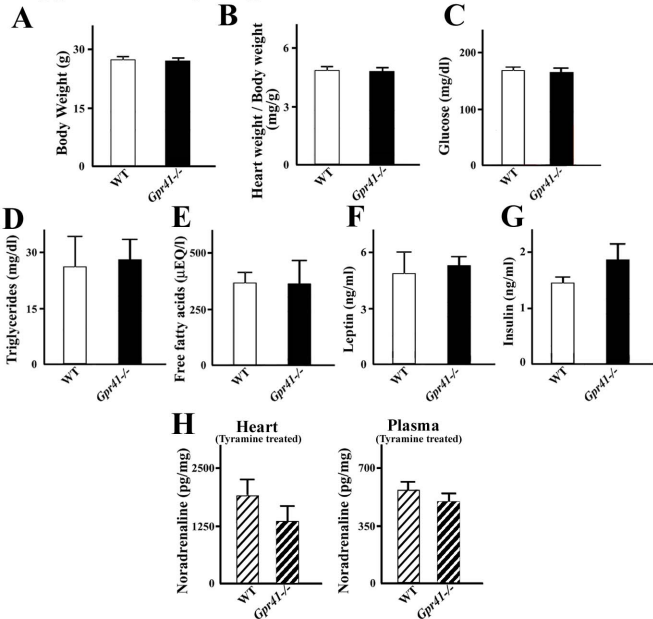 A
Body Weight (g)
30
15
0
WT
Gpr41-/-
B
Heart weight / Body weight
(mg/g)
6
3
0
WT
Gpr41-/-
C
Glucose (mg/dl)
200
100
0
WT
Gpr41-/-
D
Triglycerides (mg/dl)
30
15
0
WT
Gpr41-/-
E
Free fatty acids (μEQ/l)
500
250
0
WT
Gpr41-/-
F
Leptin (ng/ml)
6
3
0
WT
Gpr41-/-
G
Insulin (ng/ml)
2
1
0
WT
Gpr41-/-
H
Heart
(Tyramine treated)
Noradrenaline (pg/mg)
2500
1250
0
WT
Gpr41-/-
Plasma
(Tyramine treated)
Noradrenaline (pg/mg)
700
350
0
WT
Gpr41-/-